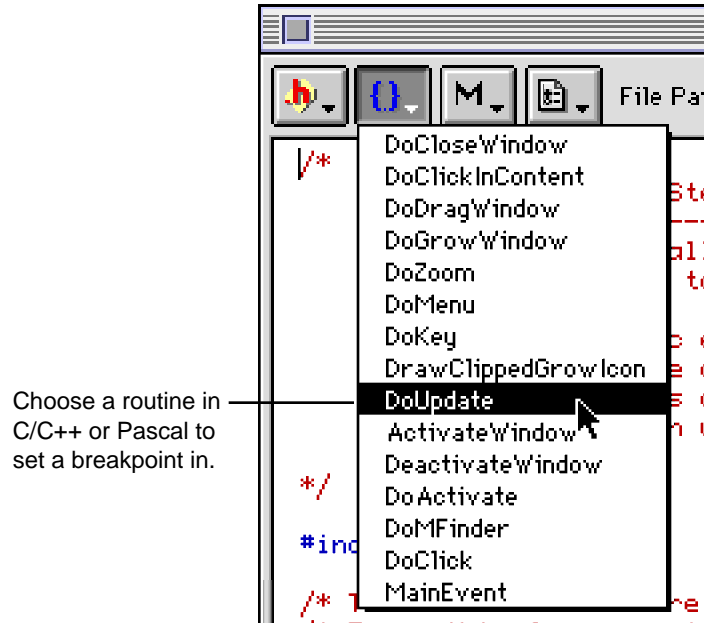 .h
{}
M
File Pa
/*
DoCloseWindow
DoClickInContent
DoDragWindow
DoGrowWindow
DoZoom
DoMenu
DoKey
DrawClippedGrowIcon
DoUpdate
ActivateWindow
DeactivateWindow
DoActivate
DoMFinder
DoClick
MainEvent
Choose a routine in
C/C++ or Pascal to
set a breakpoint in.
*/
#inc
/*